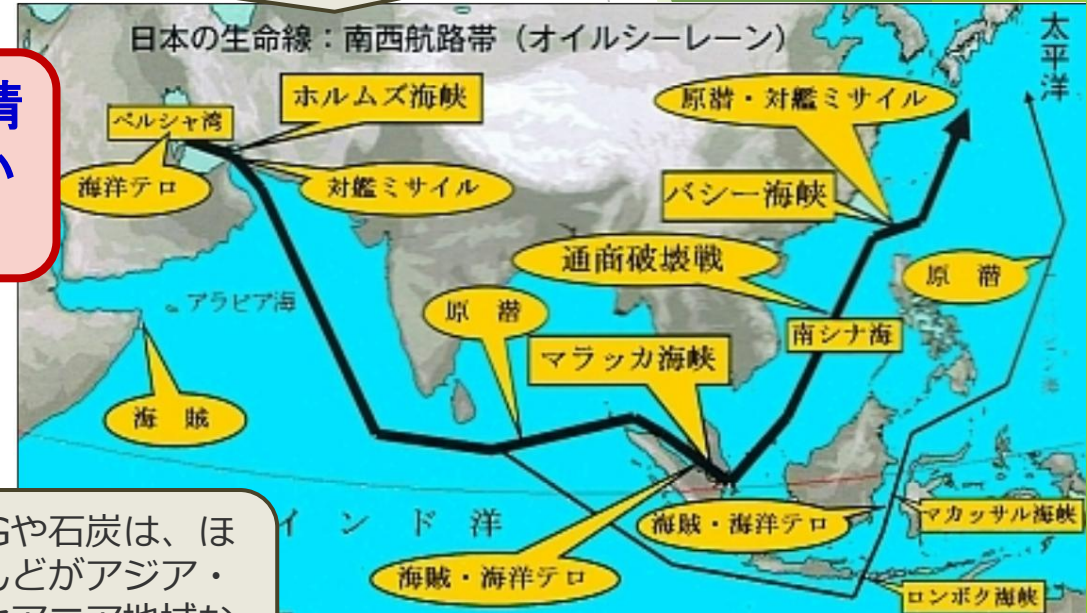 日本の生命線：南西航路帯（オイルシーレーン）
太平洋
情
い
ペルシャ湾
ホルムズ海峡
原潜・対艦ミサイル
海洋テロ
対艦ミサイル
バシー海峡
通商破壊戦
アラビア海
原 潜
原 潜
マラッカ海峡
南シナ海
海 賊
Gや石炭は、ほ
んどがアジア・
インド洋
海賊・海洋テロ
マカッサル海峡
海賊・海洋テロ
ロンボク海峡